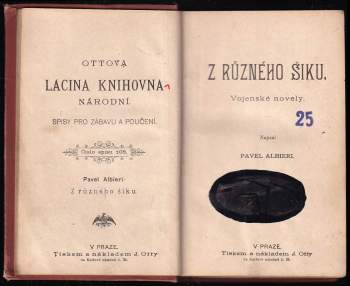 OTTOVA
LACINÁ KNIHOVNA
NÁRODNÍ.
SPISY PRO ZÁBAVU A POUČENÍ.
Číslo spisu 108.
Pavel Albieri:
Z různého šiku.
V PRAZE.
Tiskem a nákladem J. Otty
Z RŮZNÉHO ŠIKU.
Vojenské novely.
25
Napsal
PAVEL ALBIERI.
V PRAZE.
Tiskem a nákladem J. Otty